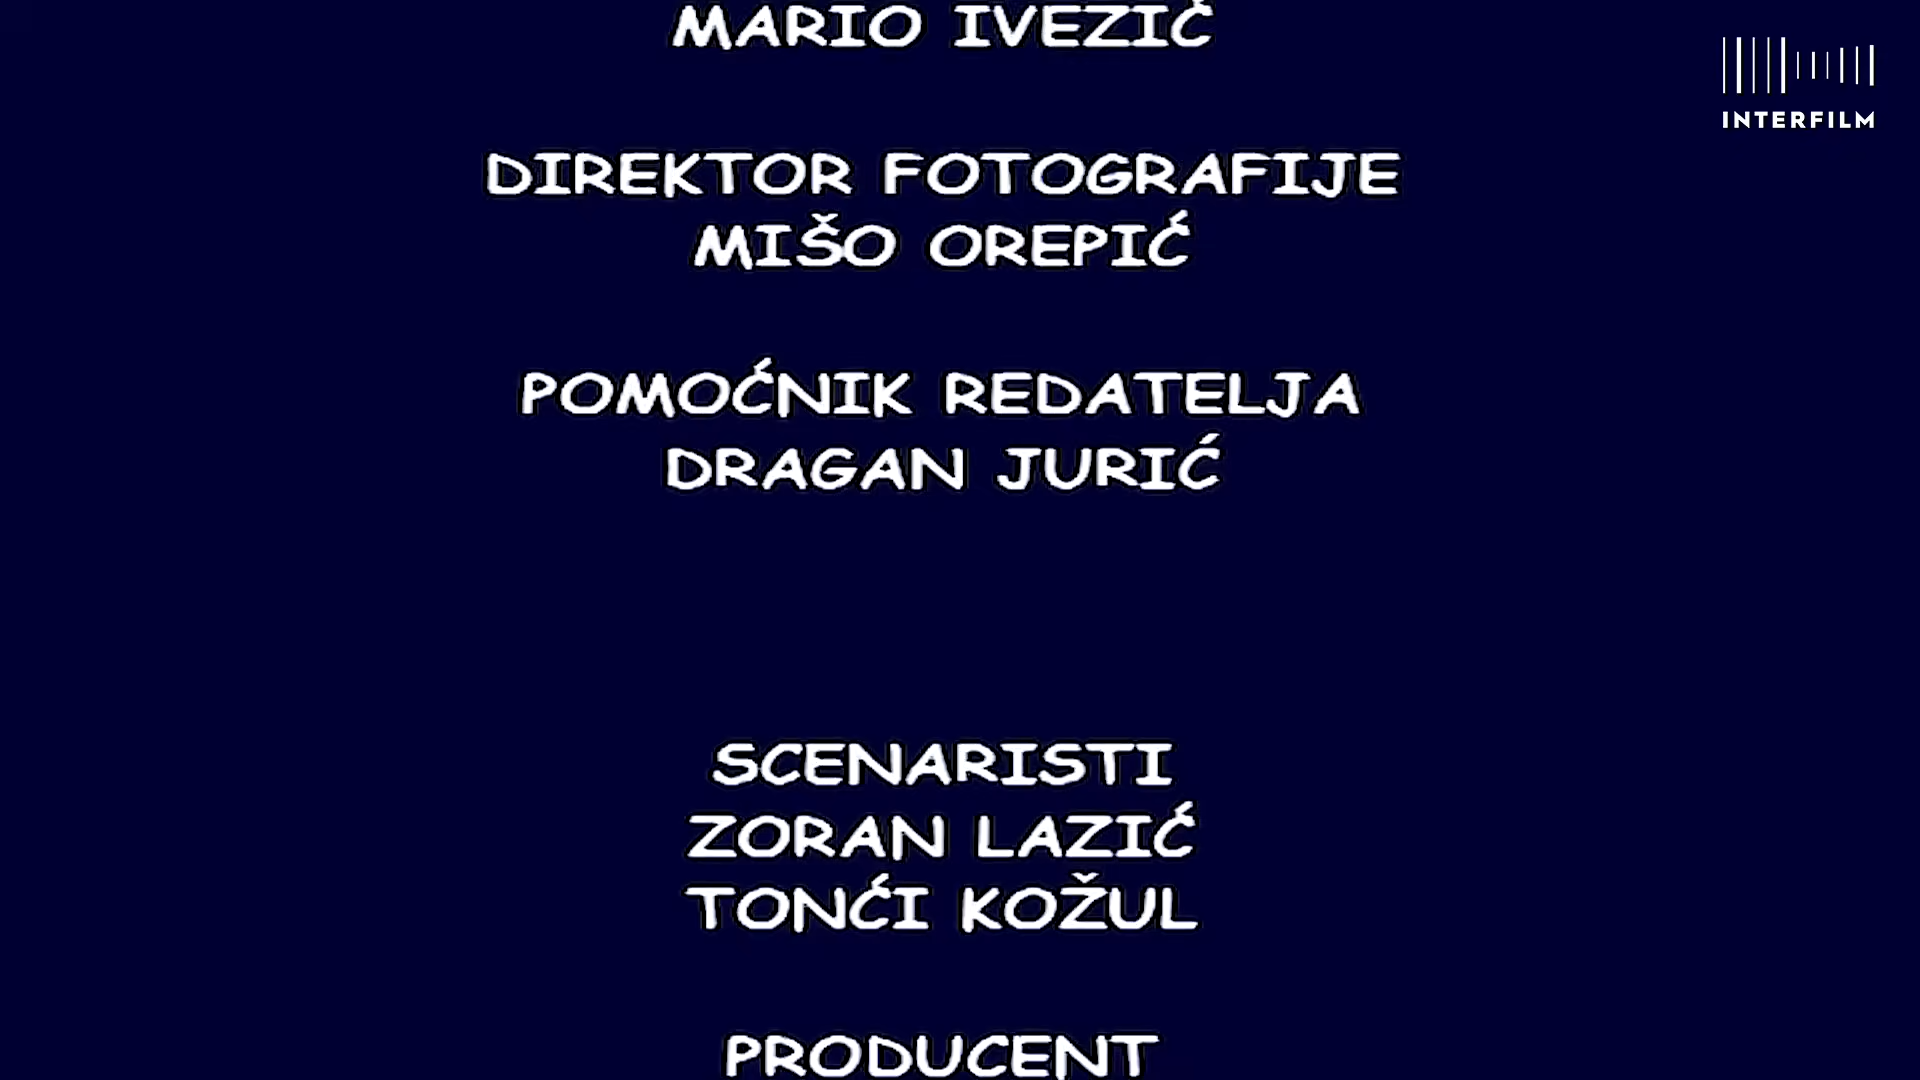 MARIO IVEZIĆ
INTERFILM
DIREKTOR FOTOGRAFIJE
MIŠO OREPIĆ
POMOĆNIK REDATELJA
DRAGAN JURIĆ
SCENARISTI
ZORAN LAZIĆ
TONĆI KOŽUL
PRODUCENT